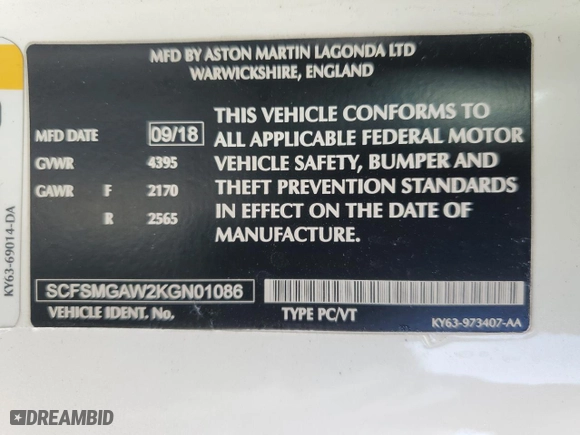 MFD BY ASTON MARTIN LAGONDA LTD
WARWICKSHIRE, ENGLAND
MFD DATE 09/18
GVWR 4395
GAWR F 2170
R 2565
THIS VEHICLE CONFORMS TO
ALL APPLICABLE FEDERAL MOTOR
VEHICLE SAFETY, BUMPER AND
THEFT PREVENTION STANDARDS
IN EFFECT ON THE DATE OF
MANUFACTURE.
SCFSMGAW2KGN01086
VEHICLE IDENT. No.
TYPE PC/VT
KY63-973407-AA
KY63-69014-DA
DREAMBID